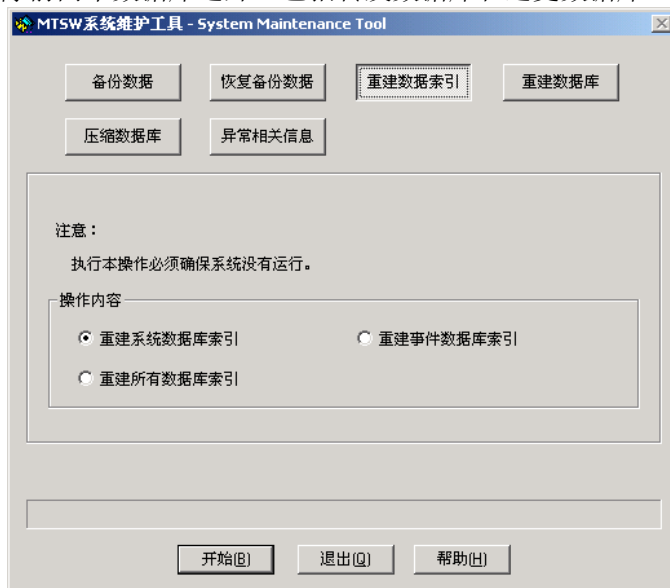 MTSW系统维护工具 - System Maintenance Tool
备份数据 恢复备份数据 重建数据索引 重建数据库
压缩数据库 异常相关信息
注意：
执行本操作必须确保系统没有运行。
操作内容
重建系统数据库索引 重建事件数据库索引
重建所有数据库索引
开始(B) 退出(Q) 帮助(H)